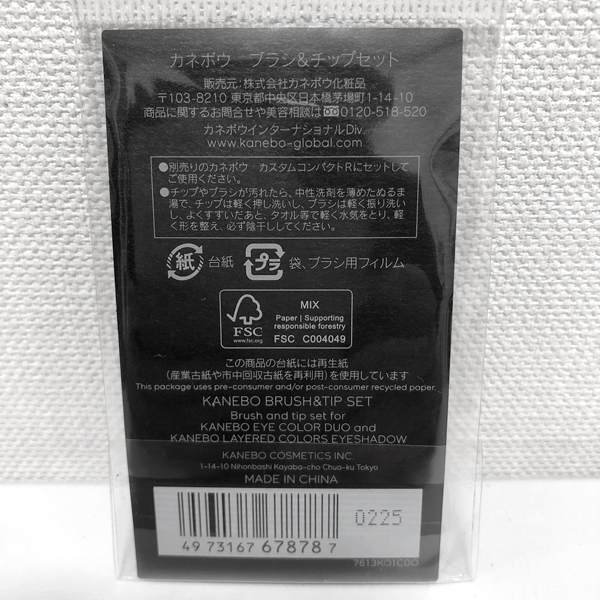 カネボウ ブラシ&チップセット
販売元:株式会社カネボウ化粧品
〒103-8210 東京都中央区日本橋茅場町1-14-10
商品に関するお問合せや美容相談は 0120-518-520
カネボウインターナショナルDiv.
www.kanebo-global.com
●別売りのカネボウ カスタムコンパクトRにセットして
ご使用ください。
●チップやブラシが汚れたら、中性洗剤を薄めたぬるま
湯で、チップは軽く押し洗いし、ブラシは軽く振り洗い
し、よくすすいだあと、タオル等で軽く水気をとり、軽
く形を整え、必ず陰干ししてください。
紙 台紙 プラ 袋、ブラシ用フィルム
FSC
www.fsc.org
MIX
Paper | Supporting
responsible forestry
FSC C004049
この商品の台紙には再生紙
(産業古紙や市中回収古紙を再利用)を使用しています
This package uses pre-consumer and/or post-consumer recycled paper.
KANEBO BRUSH&TIP SET
Brush and tip set for
KANEBO EYE COLOR DUO and
KANEBO LAYERED COLORS EYESHADOW
KANEBO COSMETICS INC.
1-14-10 Nihonbashi Kayaba-cho Chuo-ku Tokyo
MADE IN CHINA
0225
4973167678787
7613K01C00